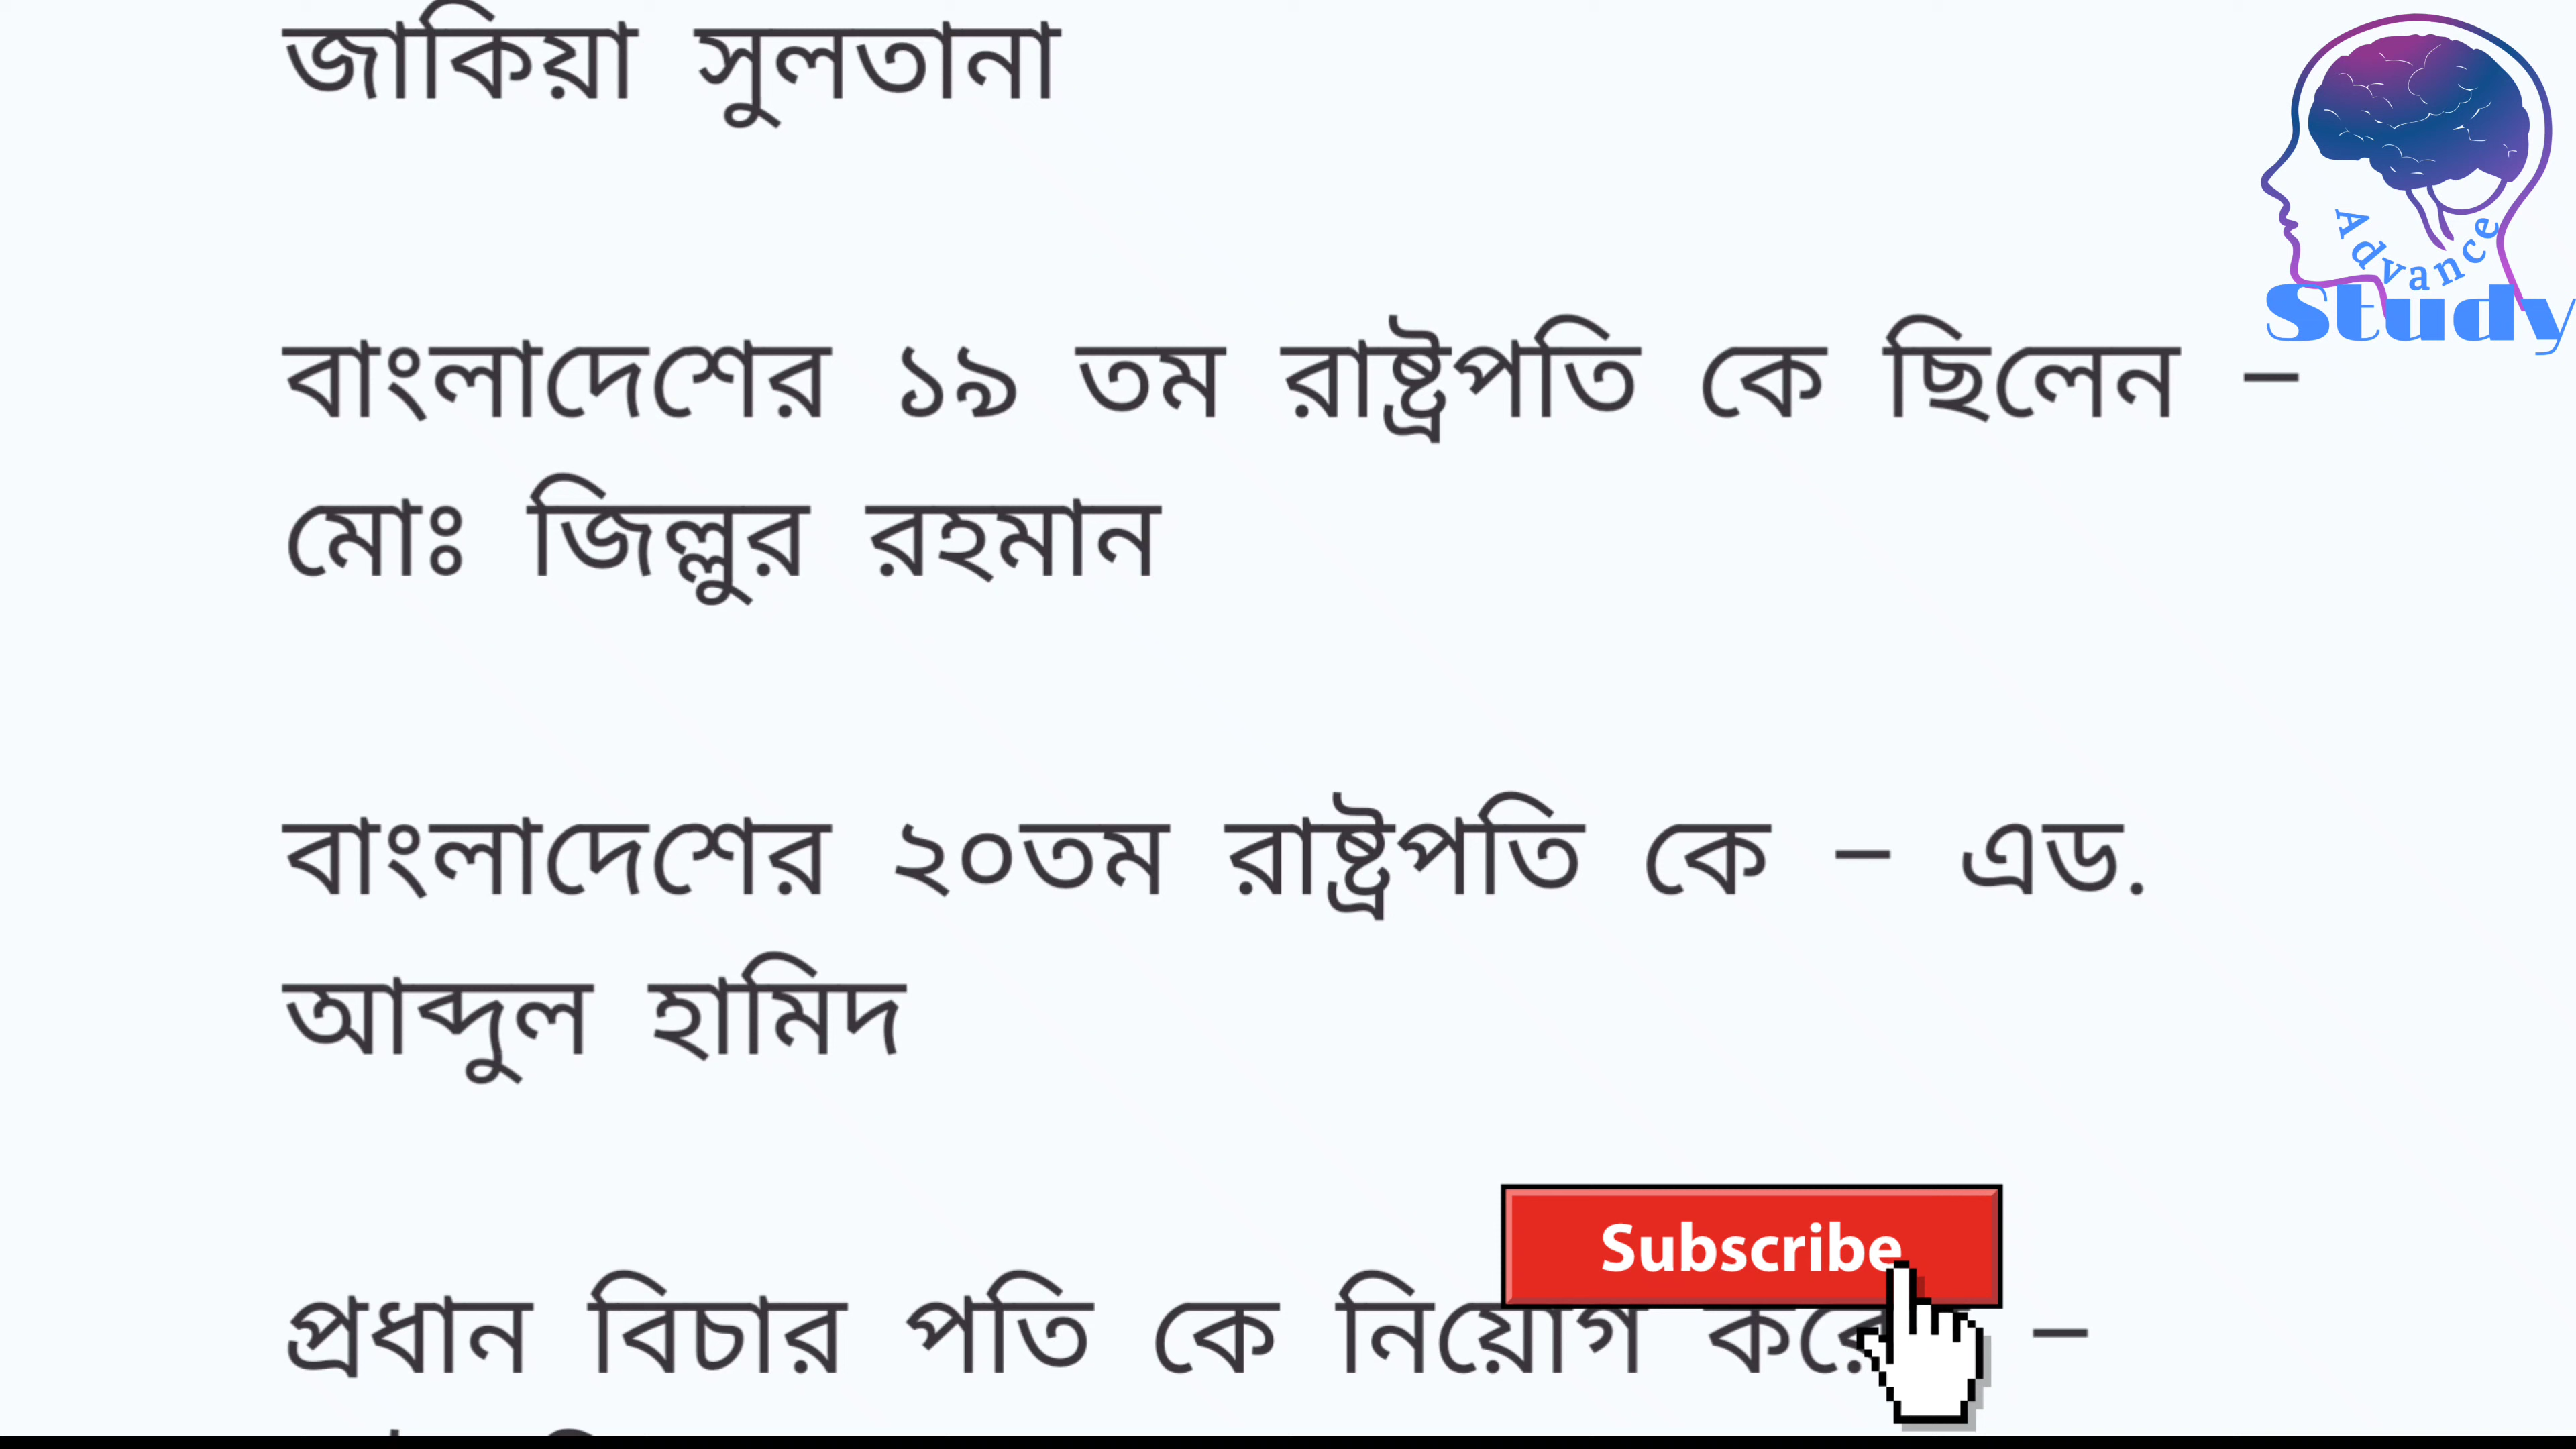 জাকিয়া সুলতানা
Advance
Study
বাংলাদেশের ১৯ তম রাষ্ট্রপতি কে ছিলেন –
মোঃ জিল্লুর রহমান
বাংলাদেশের ২০তম রাষ্ট্রপতি কে – এড.
আব্দুল হামিদ
Subscribe
প্রধান বিচার পতি কে নিয়োগ –